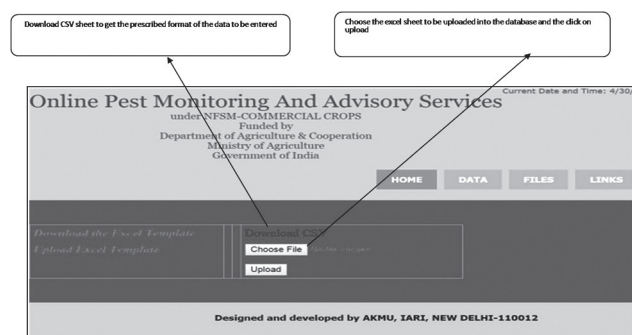 Download CSV sheet to get the prescribed format of the data to be entered
Choose the excel sheet to be uploaded into the database and the click on
upload
Current Date and Time: 4/30/
Online Pest Monitoring And Advisory Services
under NFSM-COMMERCIAL CROPS
Funded by
Department of Agriculture & Cooperation
Ministry of Agriculture
Government of India
HOME DATA FILES LINKS
Download the Excel Template
Download CSV
Upload Excel Template
Choose File
Upload
Designed and developed by AKMU, IARI, NEW DELHI-110012